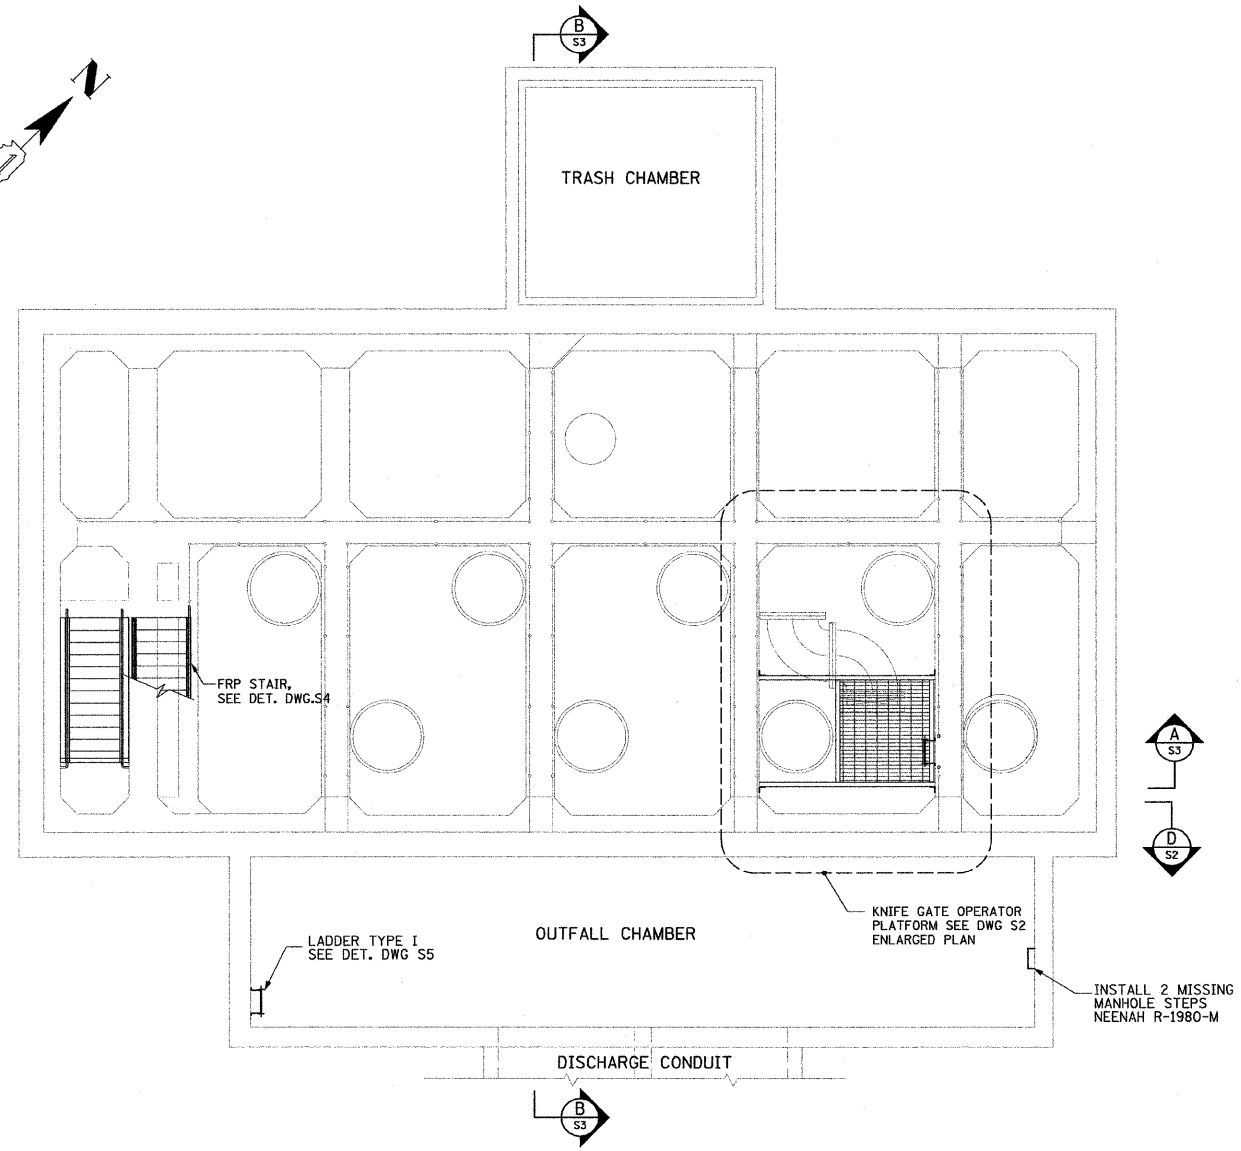 B
S3
N
TRASH CHAMBER
FRP STAIR,
SEE DET. DWG.S4
A
S3
D
S2
KNIFE GATE OPERATOR
PLATFORM SEE DWG S2
ENLARGED PLAN
OUTFALL CHAMBER
LADDER TYPE I
SEE DET. DWG S5
INSTALL 2 MISSING
MANHOLE STEPS
NEENAH R-1980-M
DISCHARGE CONDUIT
B
S3